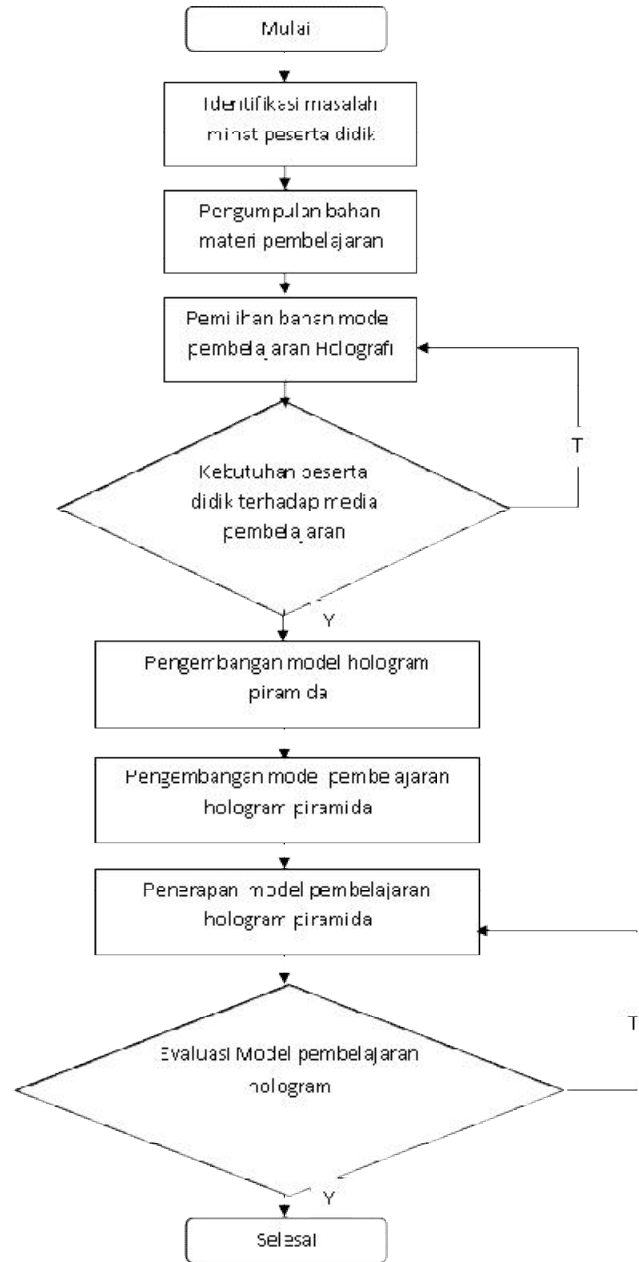 Mulai
Identifikasi masalah
minat peserta didik
Pengumpulan bahan
materi pembelajaran
Pemilihan bahan model
pembelajaran Holografi
T
Kebutuhan peserta
didik terhadap media
pembelajaran
Y
Pengembangan model hologram
piramida
Pengembangan model pembelajaran
hologram piramida
Penerapan model pembelajaran
hologram piramida
T
Evaluasi Model pembelajaran
hologram
Y
Selesai